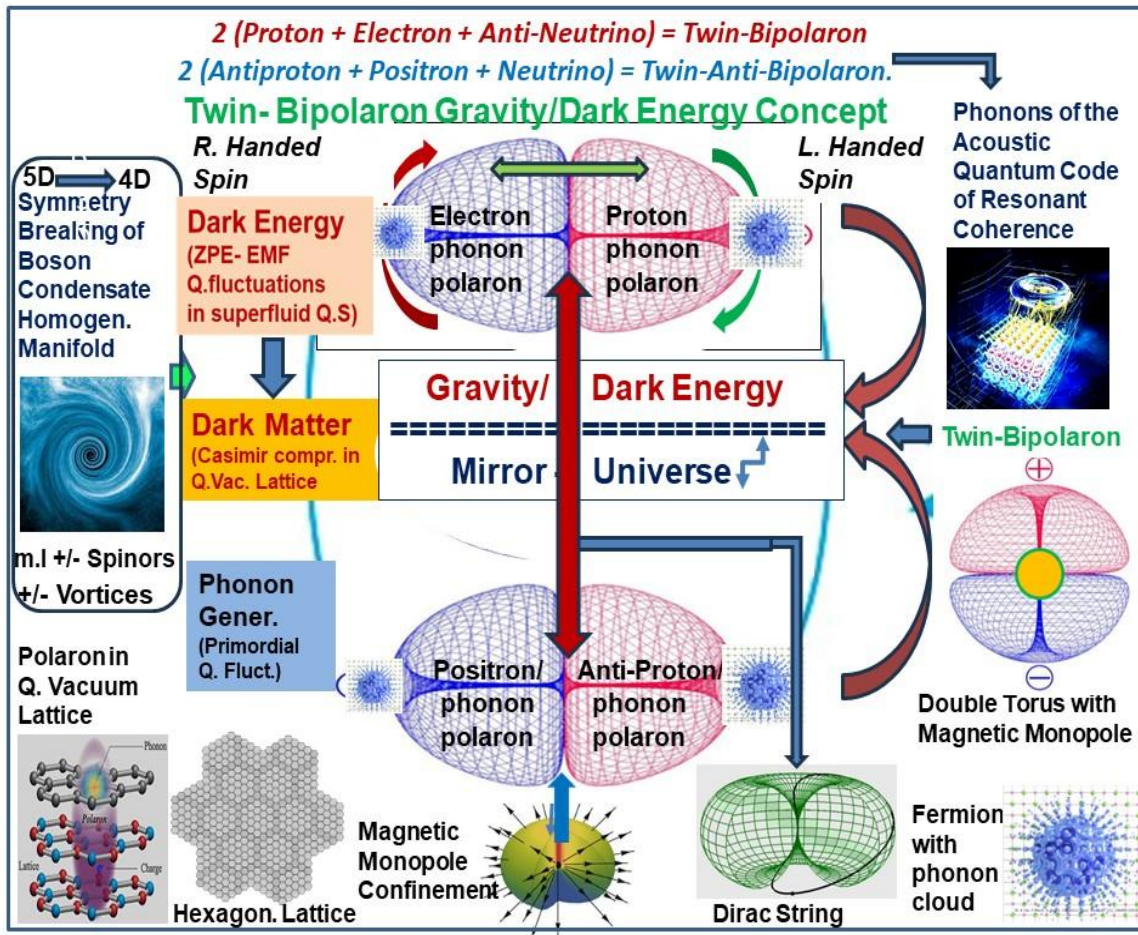 2 (Proton + Electron + Anti-Neutrino) = Twin-Bipolaron
2 (Antiproton + Positron + Neutrino) = Twin-Anti-Bipolaron.
Twin- Bipolaron Gravity/Dark Energy Concept
R. Handed
Spin
L. Handed
Spin
Phonons of the
Acoustic
Quantum Code
of Resonant
Coherence
5D
4D
Symmetry
Breaking of
Boson
Condensate
Homogen.
Manifold
m.I +/- Spinors
+/- Vortices
Dark Energy
(ZPE- EMF
Q.fluctuations
in superfluid Q.S)
Electron
phonon
polaron
Proton
phonon
polaron
Dark Matter
(Casimir compr. in
Q.Vac. Lattice
Gravity/ Dark Energy
==========================
Mirror - Universe
Twin-Bipolaron
+
−
Double Torus with
Magnetic Monopole
Phonon
Gener.
(Primordial
Q. Fluct.)
Positron/
phonon
polaron
Anti-Proton/
phonon
polaron
Polaron in
Q. Vacuum
Lattice
Phonon
Polaron
Lattice
Charge
Hexagon. Lattice
Magnetic
Monopole
Confinement
Dirac String
Fermion
with
phonon
cloud